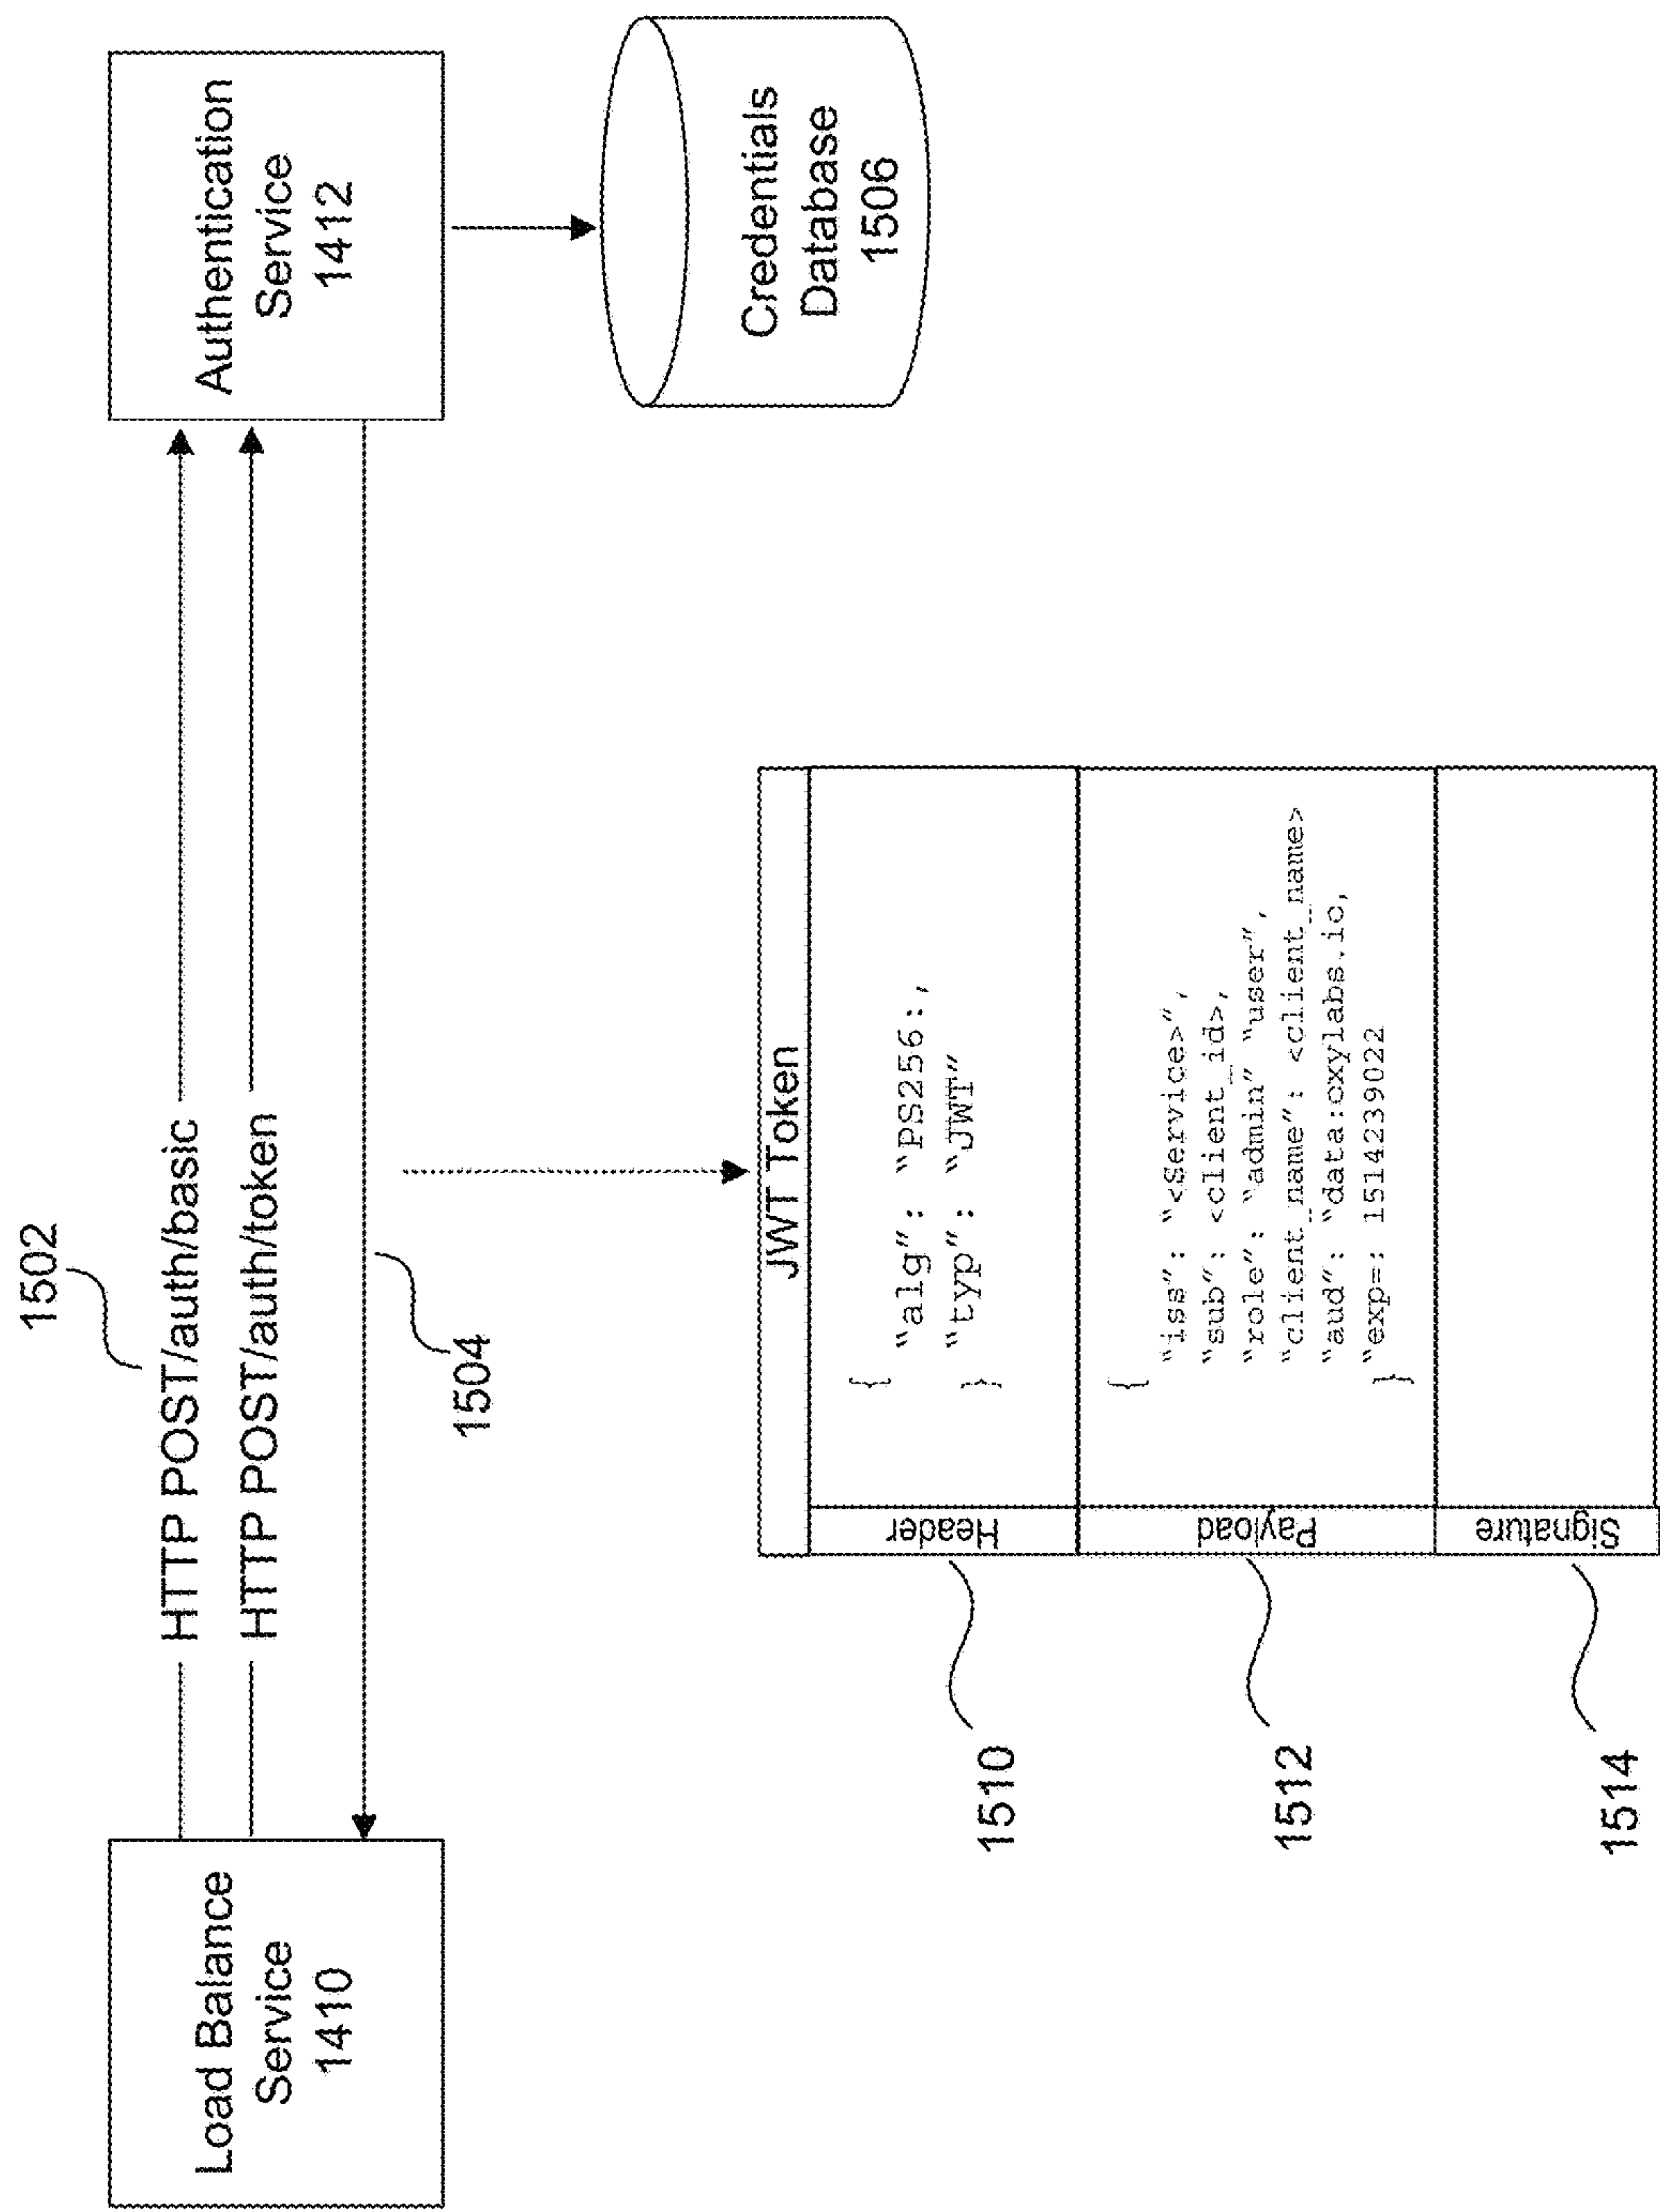 1502
HTTP POST/auth/basic
HTTP POST/auth/token
Load Balance
Service
1410
Authentication
Service
1412
1504
Credentials
Database
1506
JWT Token
1510
Header
{
“alg”: “PS256:,
“typ”: “JWT”
}
1512
Payload
{
“iss”: “<Service>”,
“sub”: <client_id>,
“role”: “admin” “user”,
“client_name”: <client_name>
“aud”: “data:oxylabs.io,
“exp=: 1514239022
}
1514
Signature